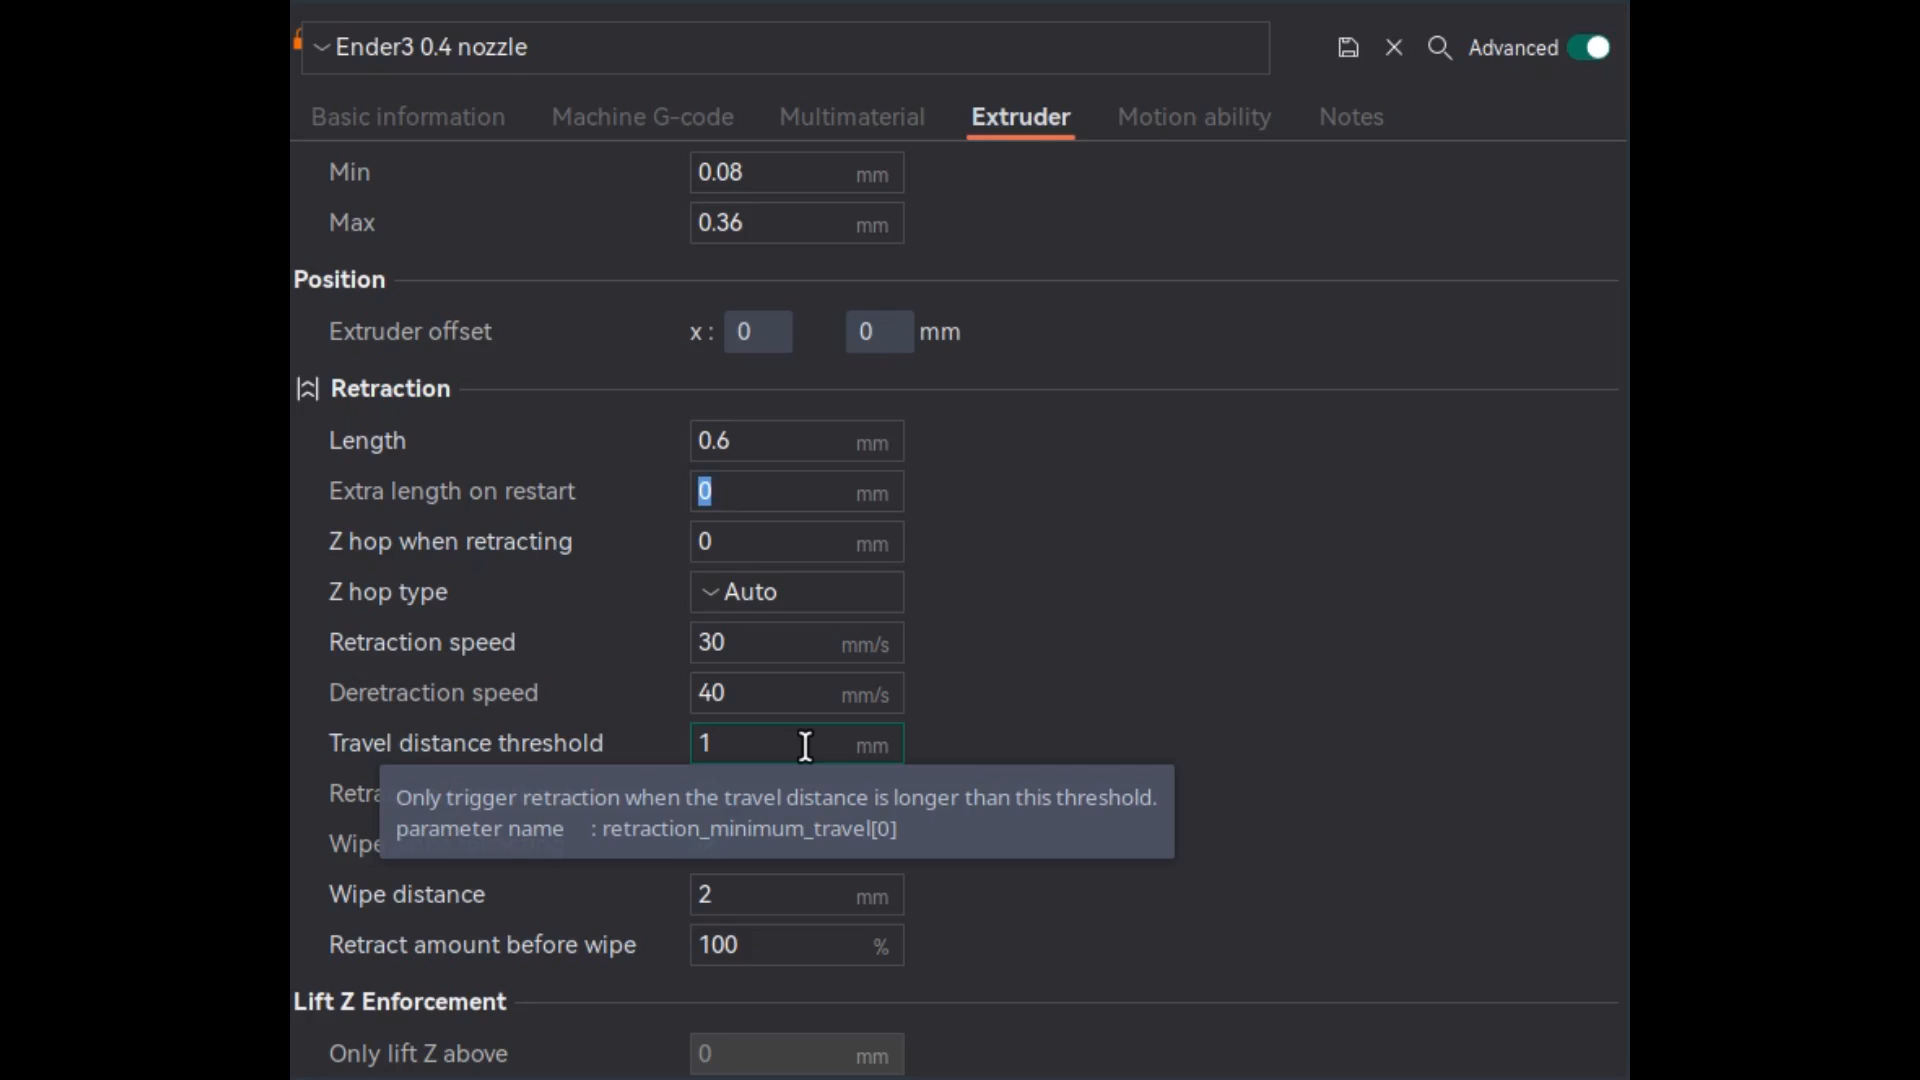 Ender3 0.4 nozzle
Advanced
Basic information Machine G-code Multimaterial Extruder Motion ability Notes
Min 0.08 mm
Max 0.36 mm
Position
Extruder offset x : 0 0 mm
Retraction
Length 0.6 mm
Extra length on restart 0 mm
Z hop when retracting 0 mm
Z hop type Auto
Retraction speed 30 mm/s
Deretraction speed 40 mm/s
Travel distance threshold 1 mm
Retra
Only trigger retraction when the travel distance is longer than this threshold.
parameter name : retraction_minimum_travel[0]
Wipe
Wipe distance 2 mm
Retract amount before wipe 100 %
Lift Z Enforcement
Only lift Z above 0 mm